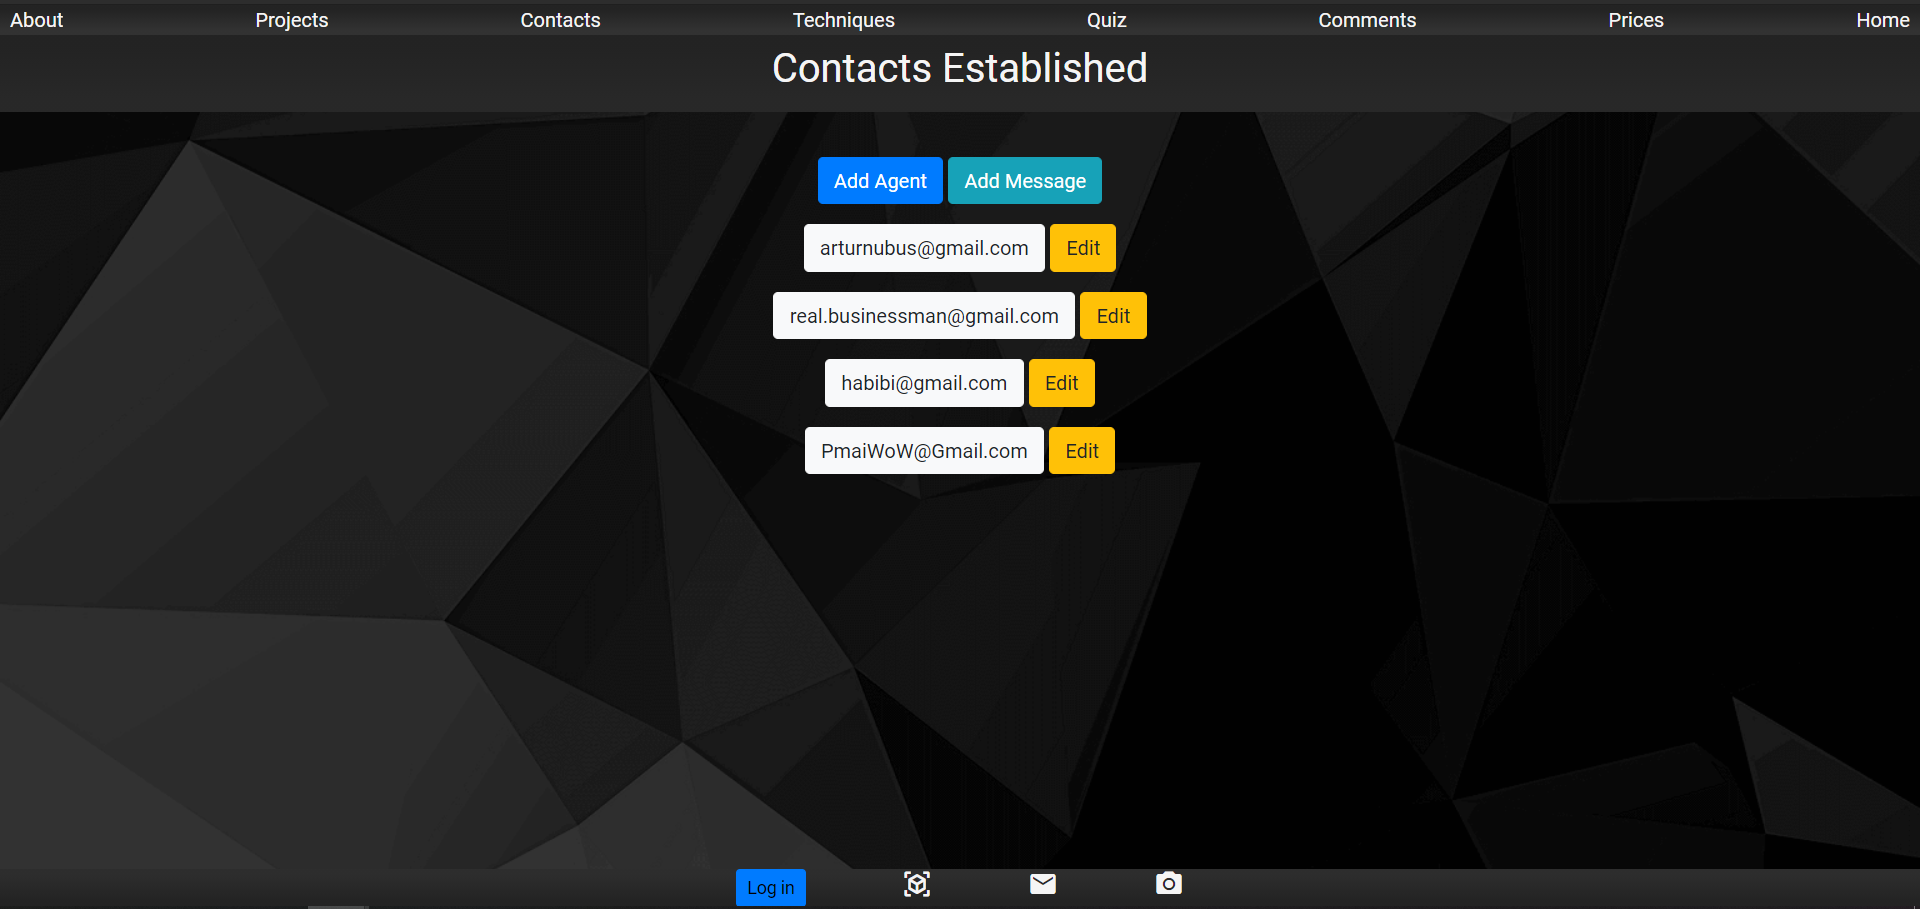 About Projects Contacts Techniques Quiz Comments Prices Home
Contacts Established
Add Agent Add Message
arturnubus@gmail.com Edit
real.businessman@gmail.com Edit
habibi@gmail.com Edit
PmaiWoW@Gmail.com Edit
Log in